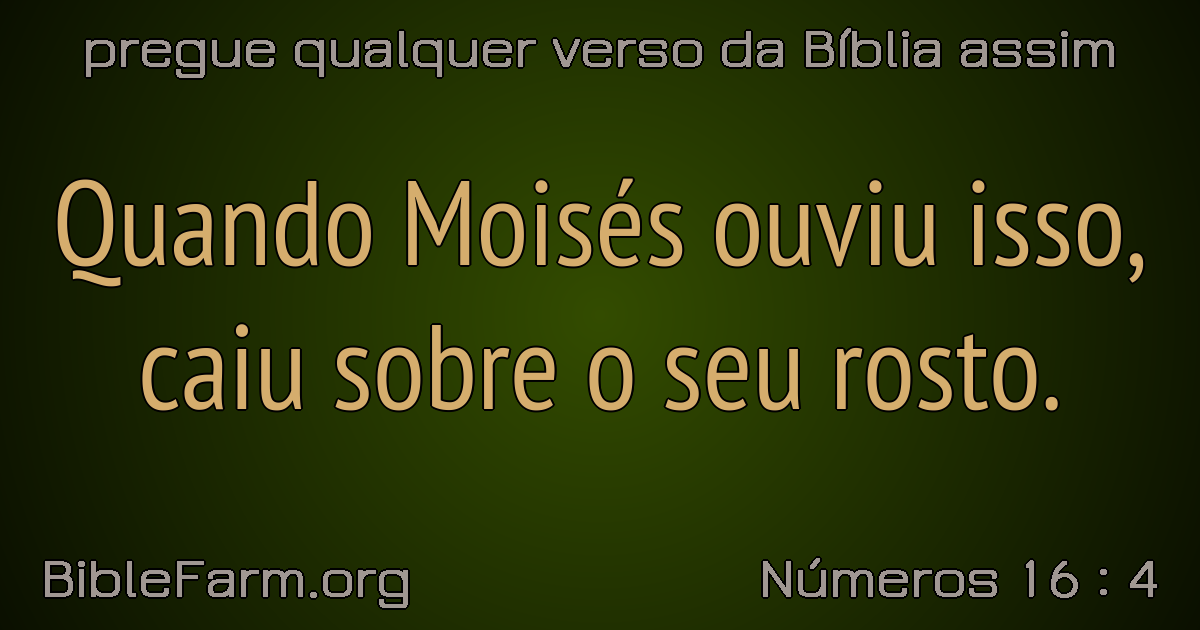 pregue qualquer verso da Bíblia assim
Quando Moisés ouviu isso,
caiu sobre o seu rosto.
BibleFarm.org
Números 16 : 4